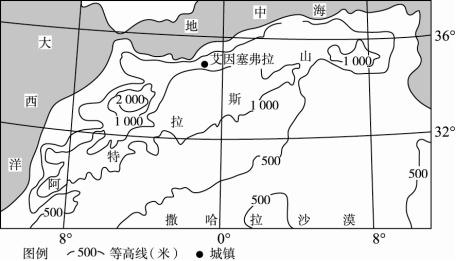 地 中 海
大 西 洋
36°
艾因塞弗拉
阿 特 拉 斯 山
1 000
2 000
1 000
1 000
32°
500
500
500
500
撒 哈 拉 沙 漠
8° 0° 8°
图例 500 等高线(米) ● 城镇